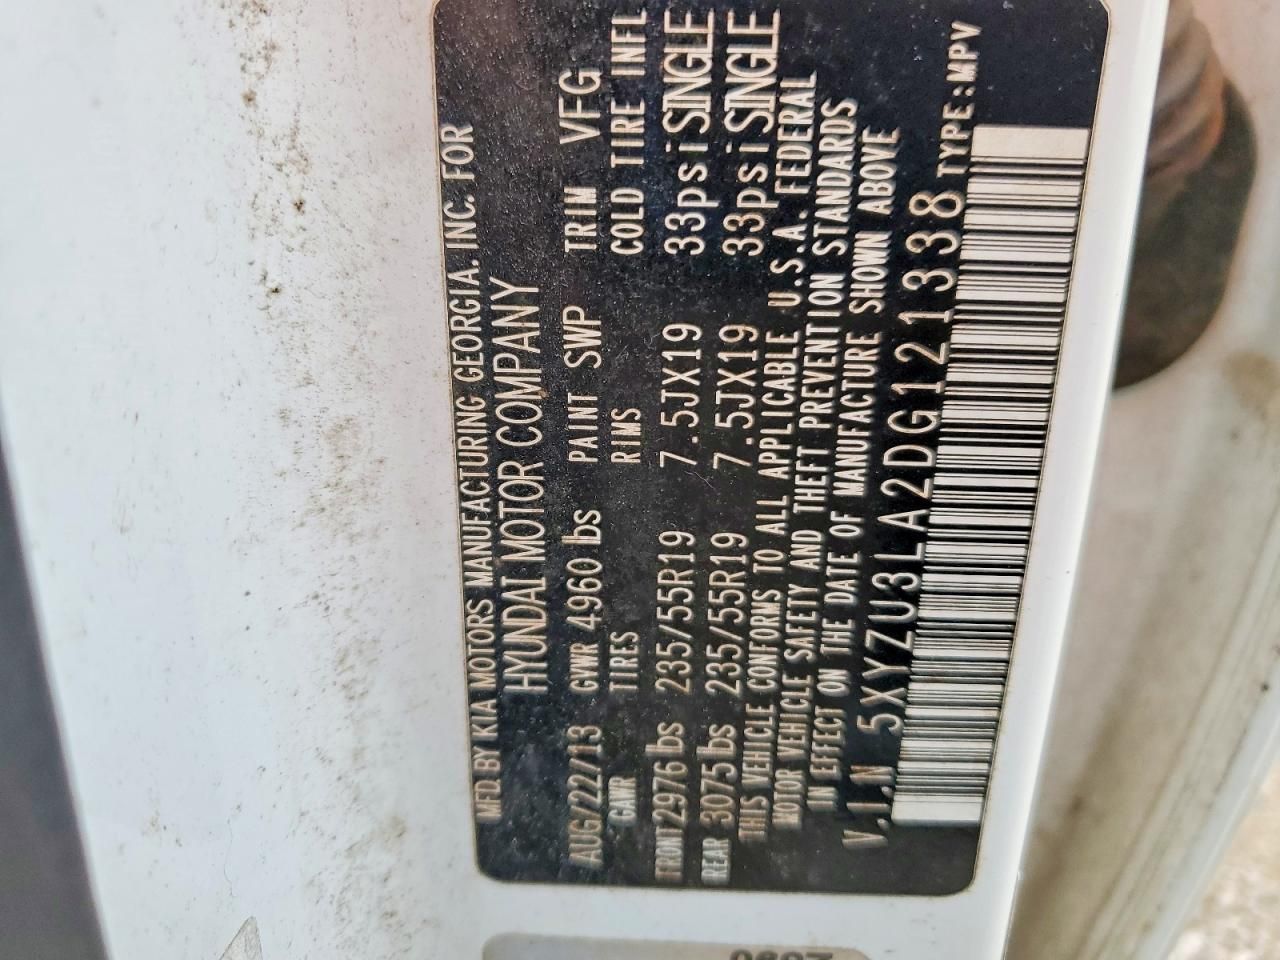 MFD BY KIA MOTORS MANUFACTURING GEORGIA. INC. FOR
HYUNDAI MOTOR COMPANY
AUG/22/13 GVWR 4960 lbs PAINT SWP TRIM VFG
GAWR TIRES RIMS COLD TIRE INFL
FRONT 2976 lbs 235/55R19 7.5JX19 33psi SINGLE
REAR 3075 lbs 235/55R19 7.5JX19 33psi SINGLE
THIS VEHICLE CONFORMS TO ALL APPLICABLE U.S.A. FEDERAL
MOTOR VEHICLE SAFETY AND THEFT PREVENTION STANDARDS
IN EFFECT ON THE DATE OF MANUFACTURE SHOWN ABOVE
V.I.N 5XYZU3LA2DG121338 TYPE:MPV